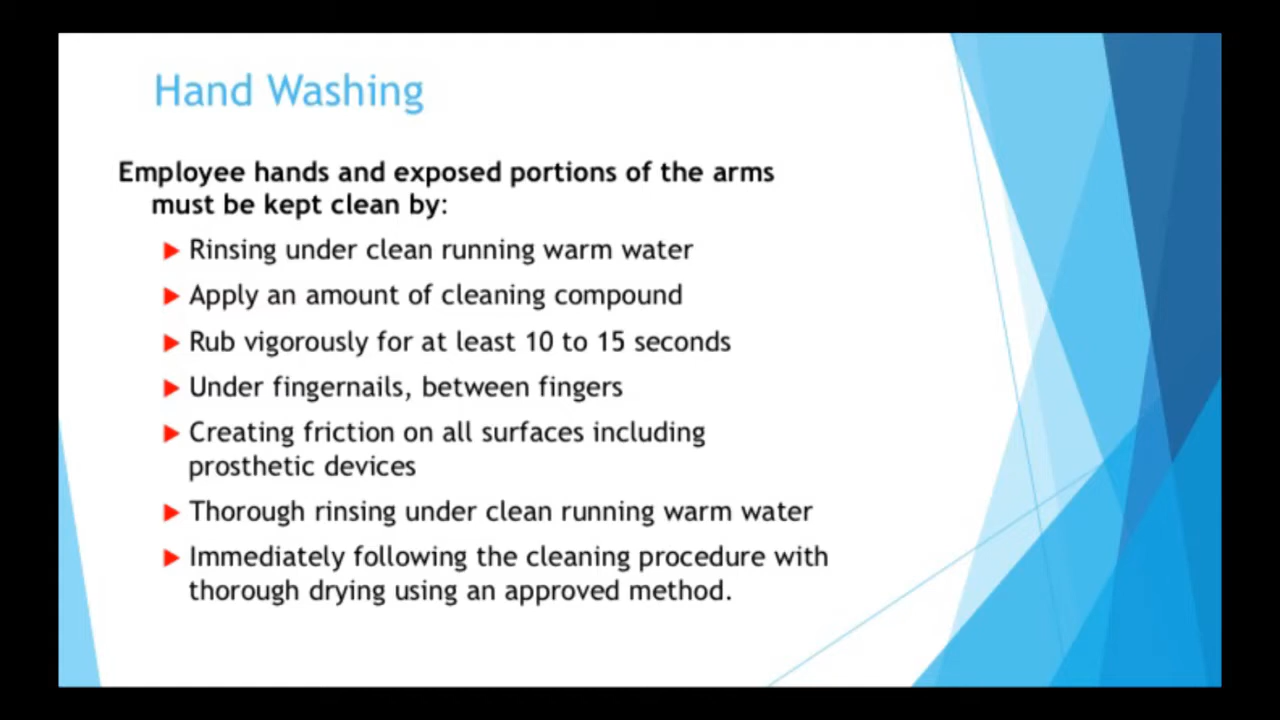 Hand Washing
Employee hands and exposed portions of the arms
must be kept clean by:
Rinsing under clean running warm water
Apply an amount of cleaning compound
Rub vigorously for at least 10 to 15 seconds
Under fingernails, between fingers
Creating friction on all surfaces including
prosthetic devices
Thorough rinsing under clean running warm water
Immediately following the cleaning procedure with
thorough drying using an approved method.